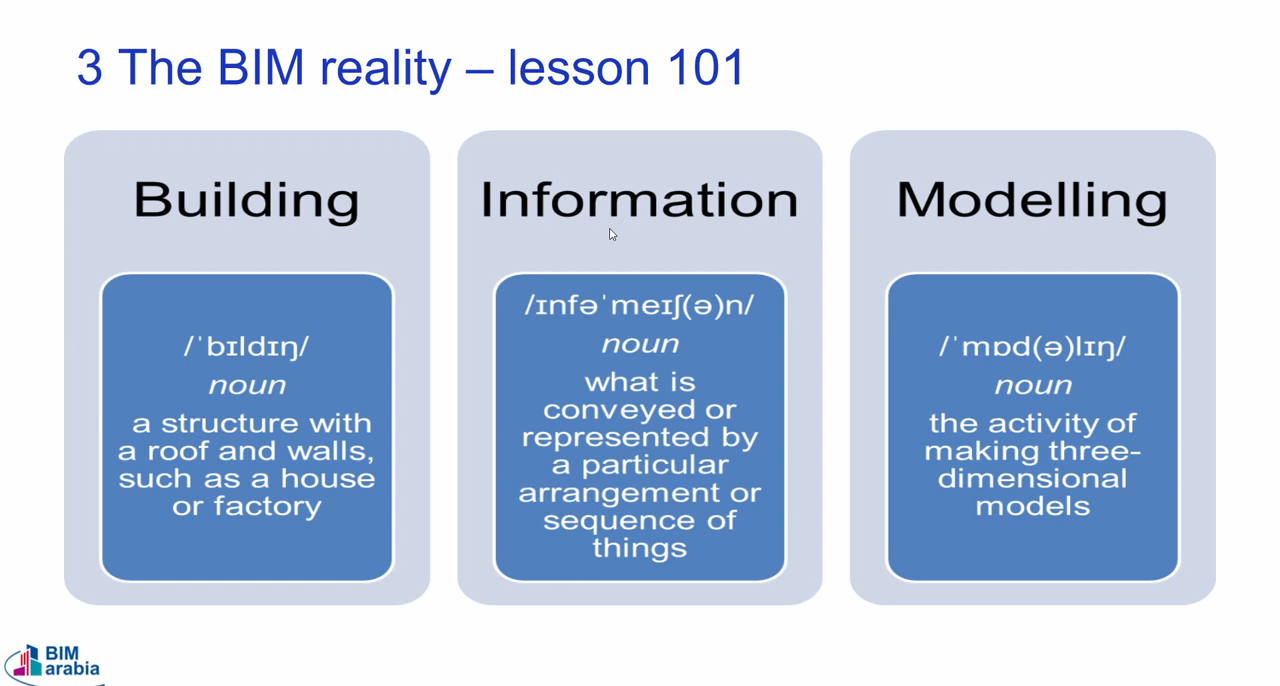 3 The BIM reality – lesson 101
Building
/ˈbɪldɪŋ/
noun
a structure with
a roof and walls,
such as a house
or factory
Information
/ɪnfəˈmeɪʃ(ə)n/
noun
what is
conveyed or
represented by
a particular
arrangement or
sequence of
things
Modelling
/ˈmɒd(ə)lɪŋ/
noun
the activity of
making three-
dimensional
models
BIM
arabia